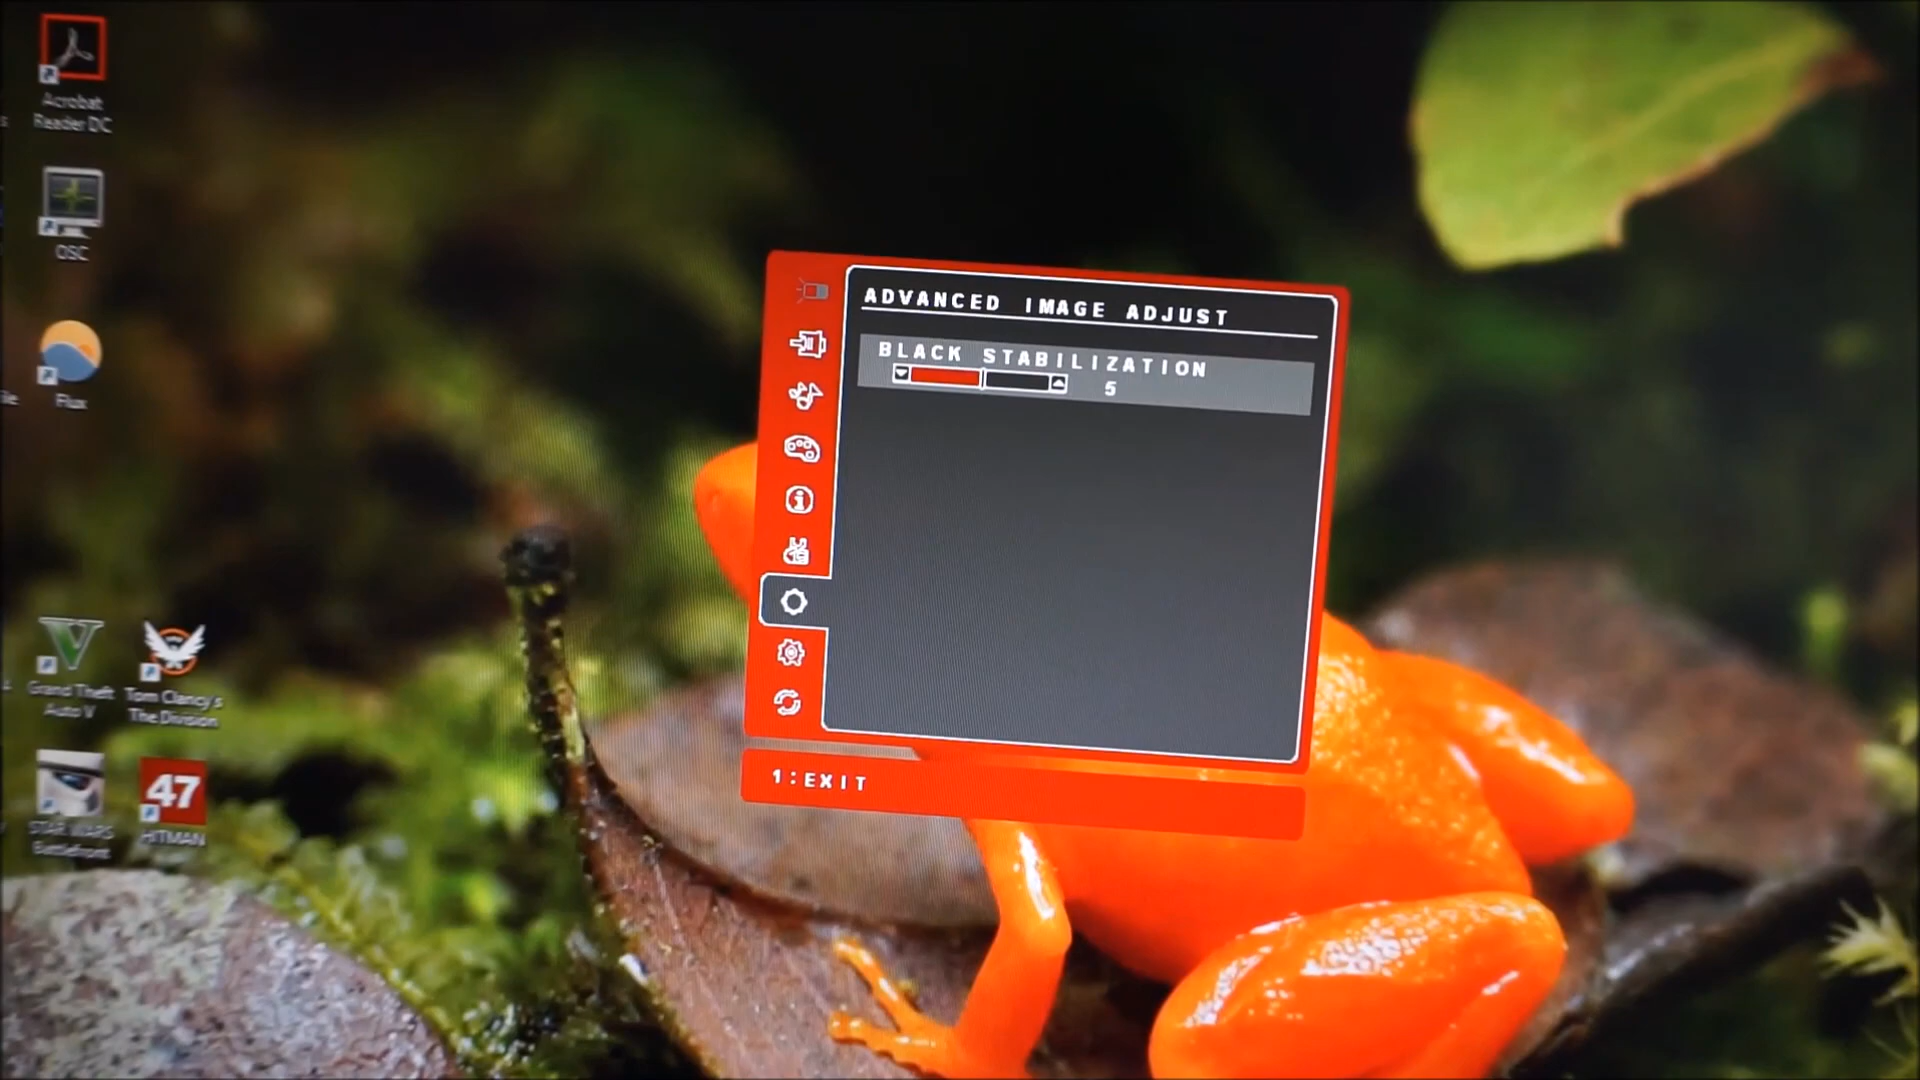 Acrobat
Reader DC
OSC
Flux
Grand Theft
Auto V
Tom Clancy's
The Division
STAR WARS
Battlefront
47
HITMAN
ADVANCED IMAGE ADJUST
BLACK STABILIZATION
5
1:EXIT